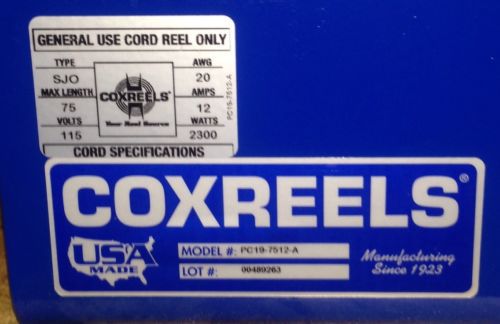 GENERAL USE CORD REEL ONLY
TYPE AWG
SJO 20
MAX LENGTH COXREELS® AMPS
75 12
VOLTS Your Reel Source WATTS
115 2300
CORD SPECIFICATIONS
PC19-7512-A
COXREELS®
USA MADE
MODEL #: PC19-7512-A
LOT #: 00489263
Manufacturing
Since 1923